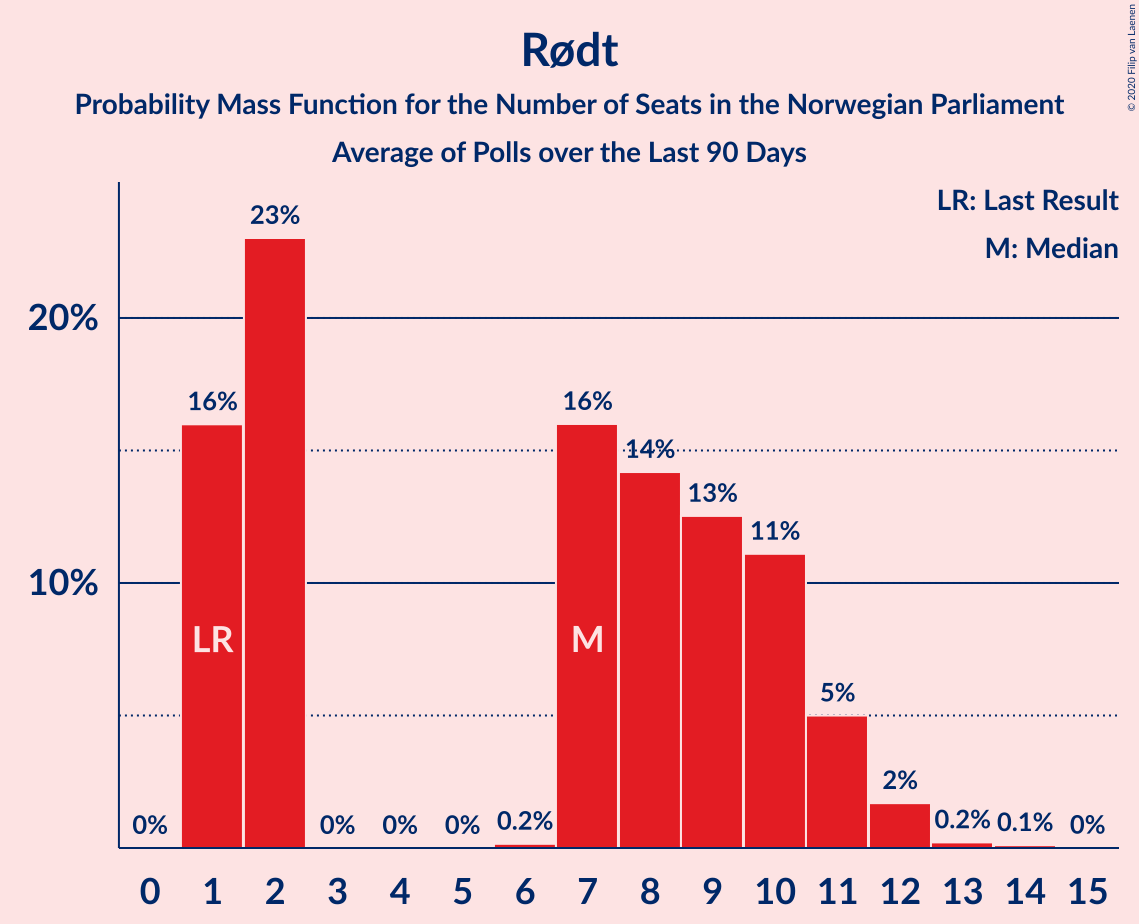 Rødt
Probability Mass Function for the Number of Seats in the Norwegian Parliament
Average of Polls over the Last 90 Days
© 2020 Filip van Laenen
LR: Last Result
M: Median
20%
10%
0%
16%
23%
0%
0%
0%
0.2%
16%
14%
13%
11%
5%
2%
0.2%
0.1%
0%
LR
M
0 1 2 3 4 5 6 7 8 9 10 11 12 13 14 15